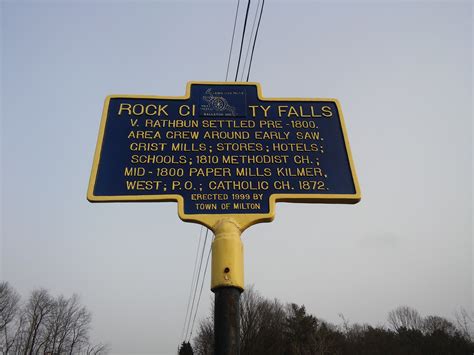 ROCK CITY FALLS
V. RATHBUN SETTLED PRE-1800.
AREA CREW AROUND EARLY SAW,
GRIST MILLS; STORES; HOTELS;
SCHOOLS; 1810 METHODIST CH.;
MID-1800 PAPER MILLS KILMER,
WEST; P.O.; CATHOLIC CH. 1872.
ERECTED 1999 BY
TOWN OF MILTON